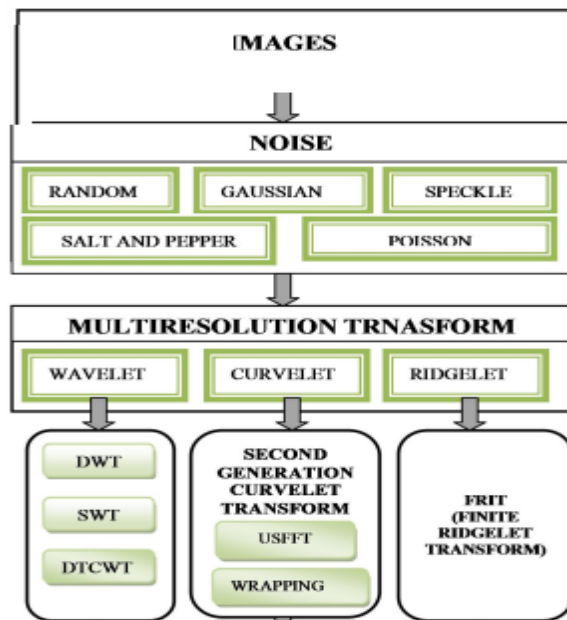 IMAGES
NOISE
RANDOM
GAUSSIAN
SPECKLE
SALT AND PEPPER
POISSON
MULTIRESOLUTION TRNASFORM
WAVELET
CURVELET
RIDGELET
DWT
SWT
DTCWT
SECOND
GENERATION
CURVELET
TRANSFORM
USFFT
WRAPPING
FRIT
(FINITE
RIDGELET
TRANSFORM)